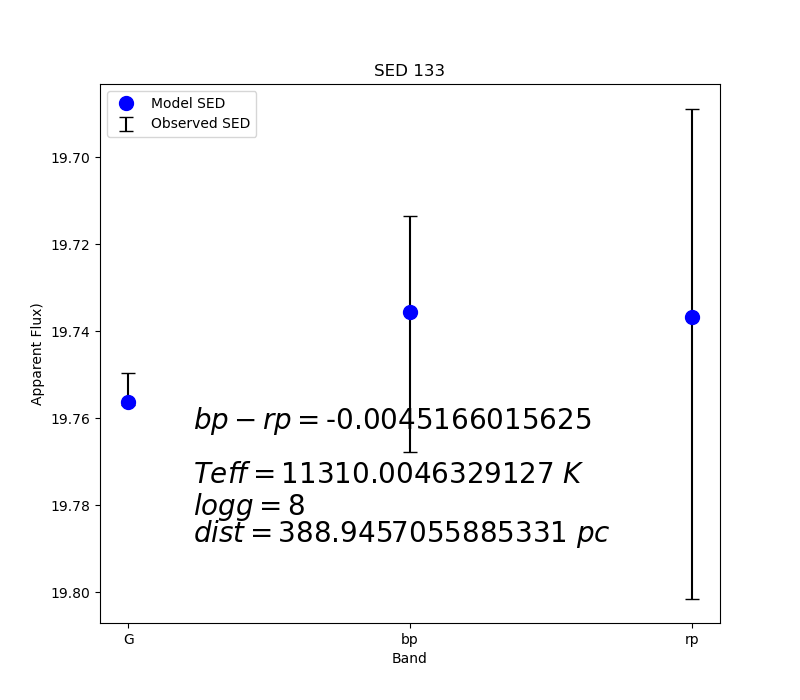 SED 133
Model SED
Observed SED
Apparent Flux)
19.70
19.72
19.74
19.76
19.78
19.80
bp − rp = -0.0045166015625
Teff = 11310.0046329127 K
logg = 8
dist = 388.9457055885331 pc
G
bp
rp
Band